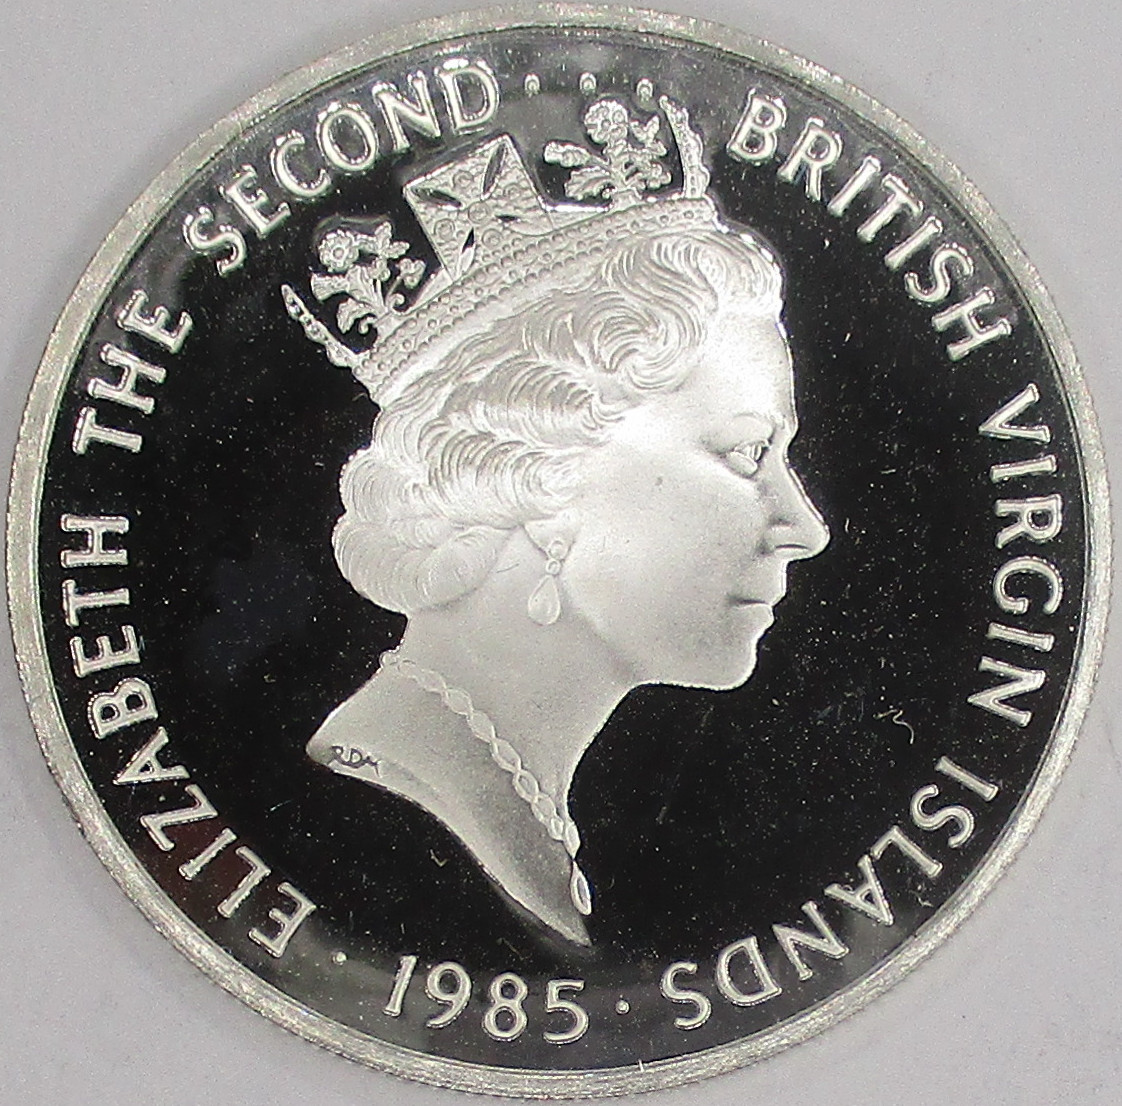 ELIZABETH THE SECOND
BRITISH VIRGIN ISLANDS
· 1985 ·
RDM